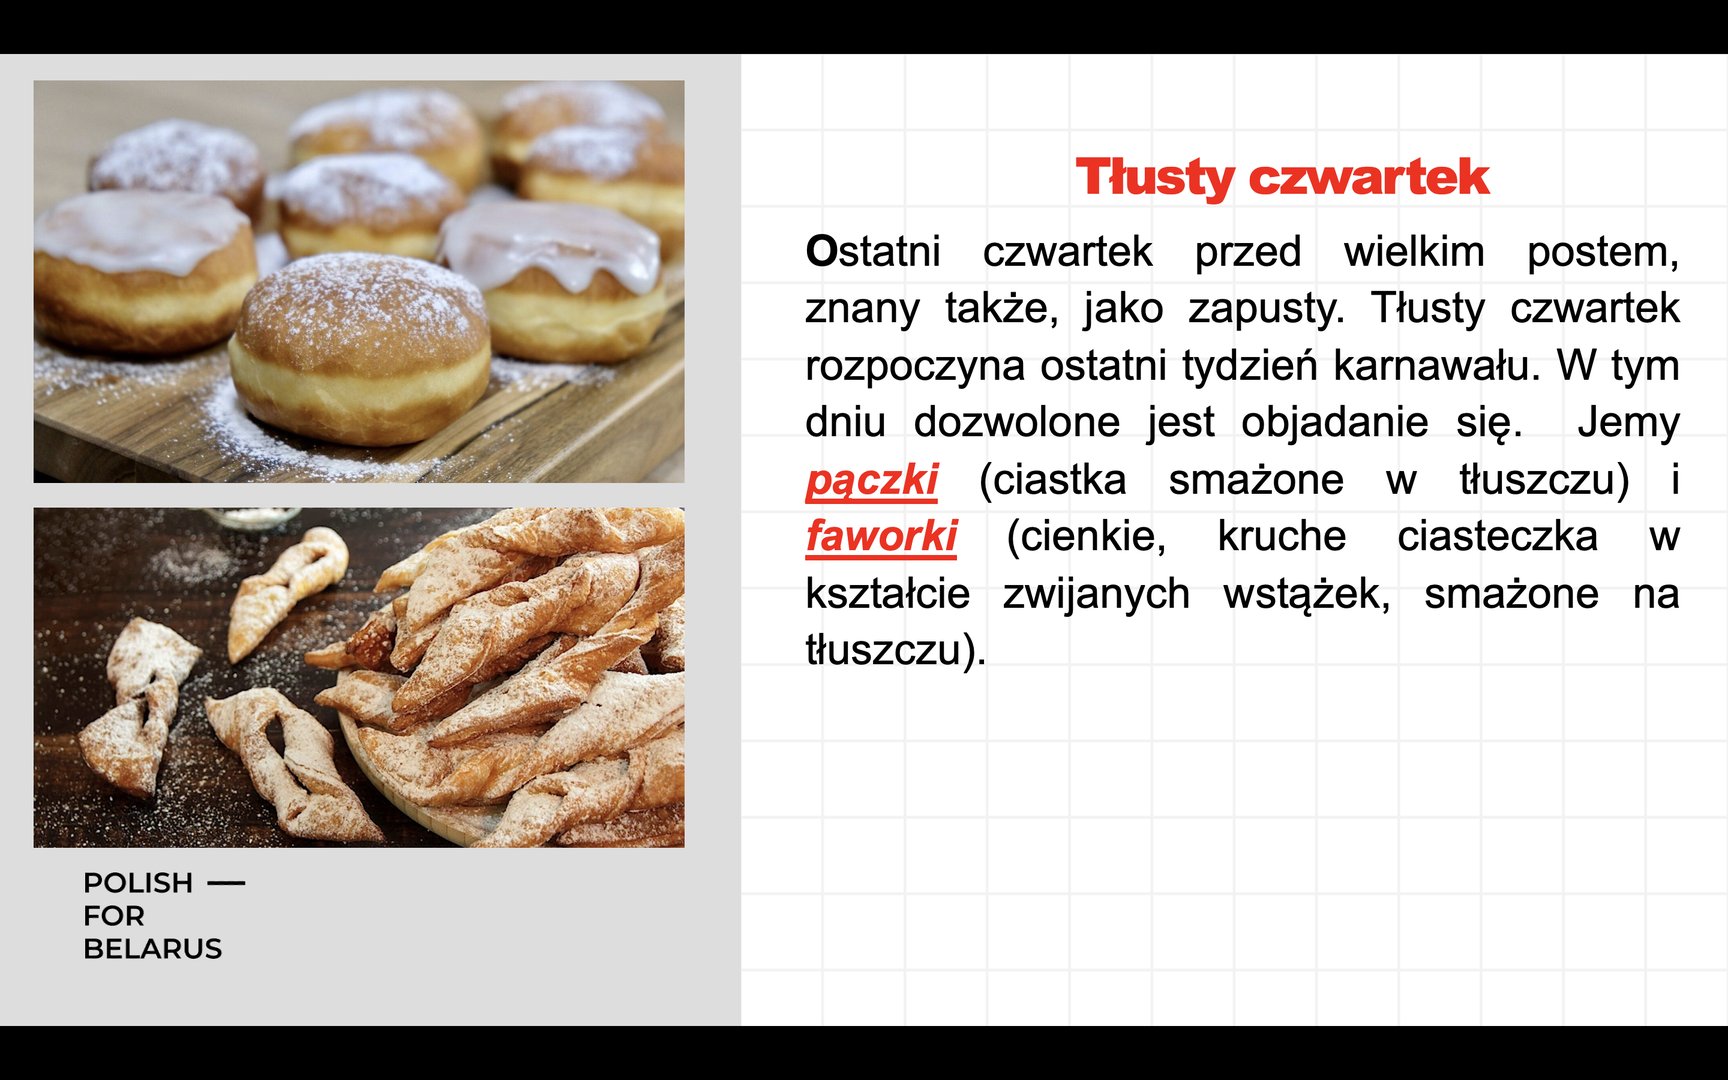 Tłusty czwartek
Ostatni czwartek przed wielkim postem,
znany także, jako zapusty. Tłusty czwartek
rozpoczyna ostatni tydzień karnawału. W tym
dniu dozwolone jest objadanie się. Jemy
pączki (ciastka smażone w tłuszczu) i
faworki (cienkie, kruche ciasteczka w
kształcie zwijanych wstążek, smażone na
tłuszczu).
POLISH —
FOR
BELARUS